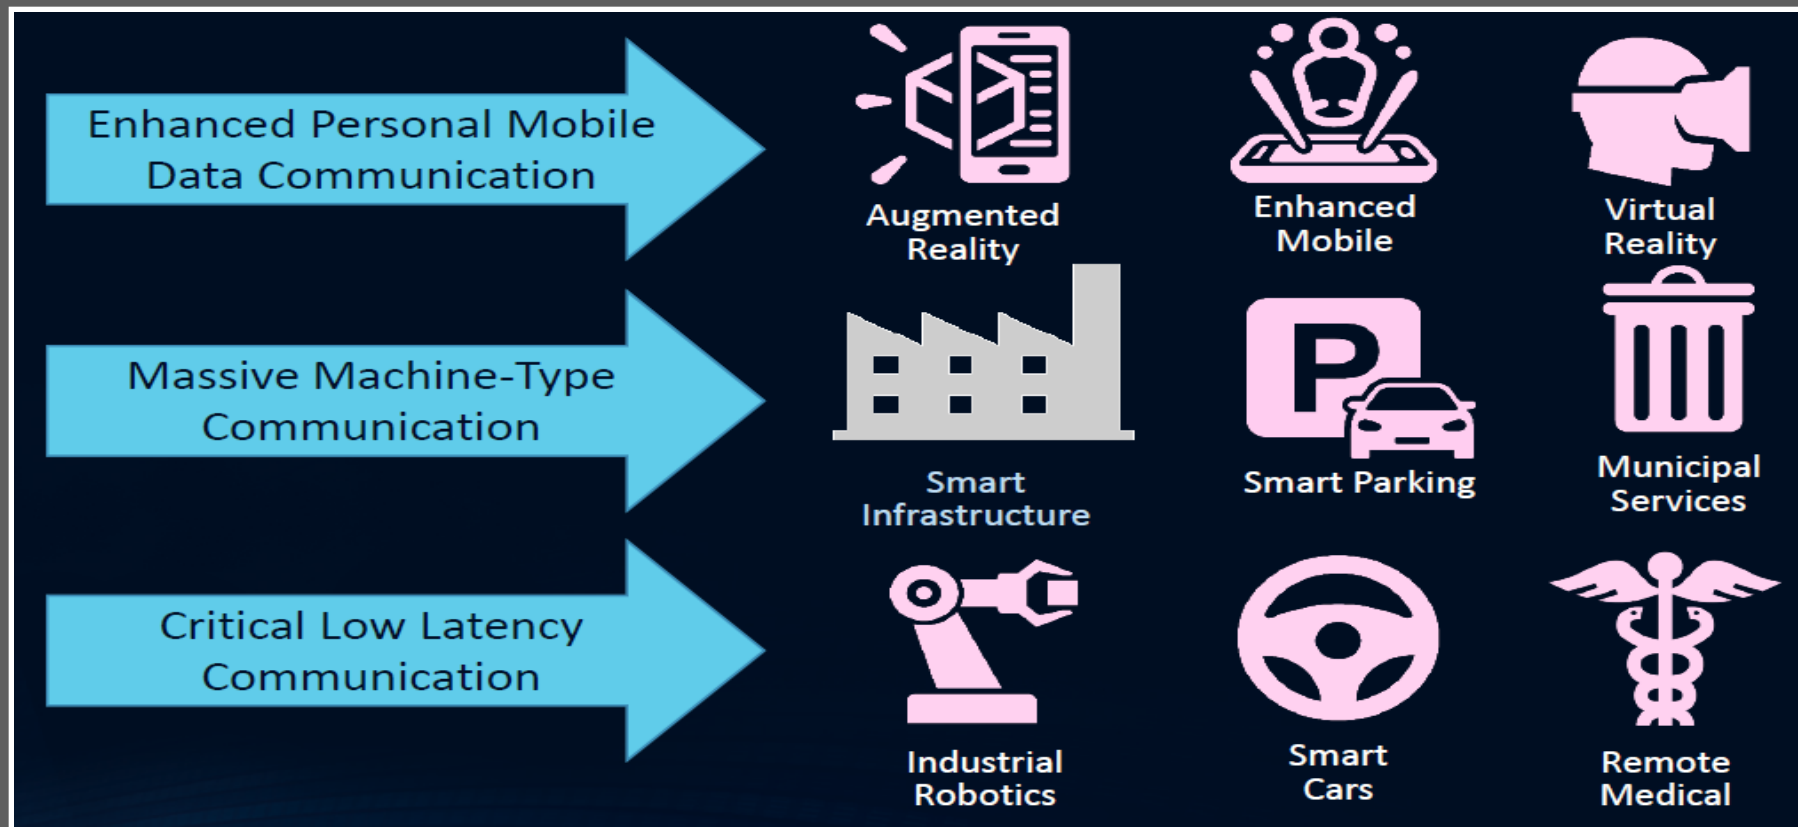 Enhanced Personal Mobile
Data Communication
Augmented
Reality
Enhanced
Mobile
Virtual
Reality
Massive Machine-Type
Communication
Smart
Infrastructure
P
Smart Parking
Municipal
Services
Critical Low Latency
Communication
Industrial
Robotics
Smart
Cars
Remote
Medical